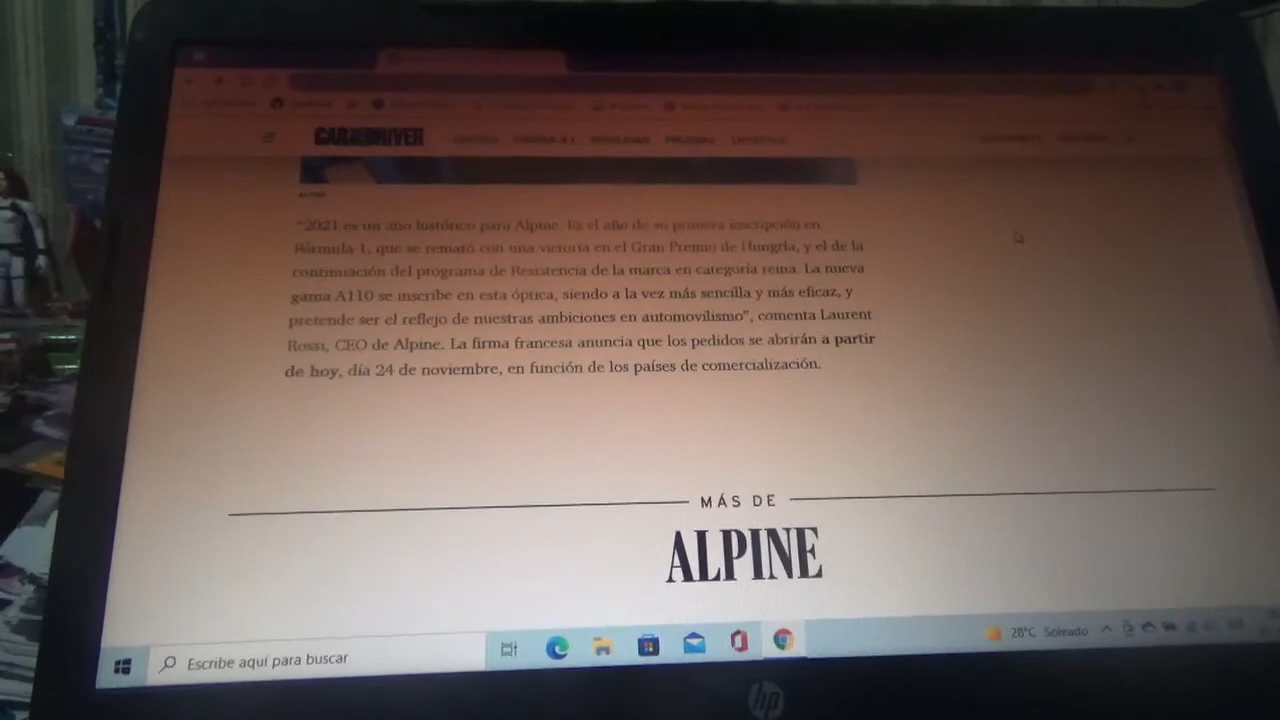 CAR AND DRIVER
ALPINE
"2021 es un año histórico para Alpine. Es el año de su primera inscripción en
Fórmula 1, que se remató con una victoria en el Gran Premio de Hungría, y el de la
continuación del programa de Resistencia de la marca en categoría reina. La nueva
gama A110 se inscribe en esta óptica, siendo a la vez más sencilla y más eficaz, y
pretende ser el reflejo de nuestras ambiciones en automovilismo", comenta Laurent
Rossi, CEO de Alpine. La firma francesa anuncia que los pedidos se abrirán a partir
de hoy, día 24 de noviembre, en función de los países de comercialización.
MÁS DE
ALPINE
Escribe aquí para buscar
28°C Soleado
hp